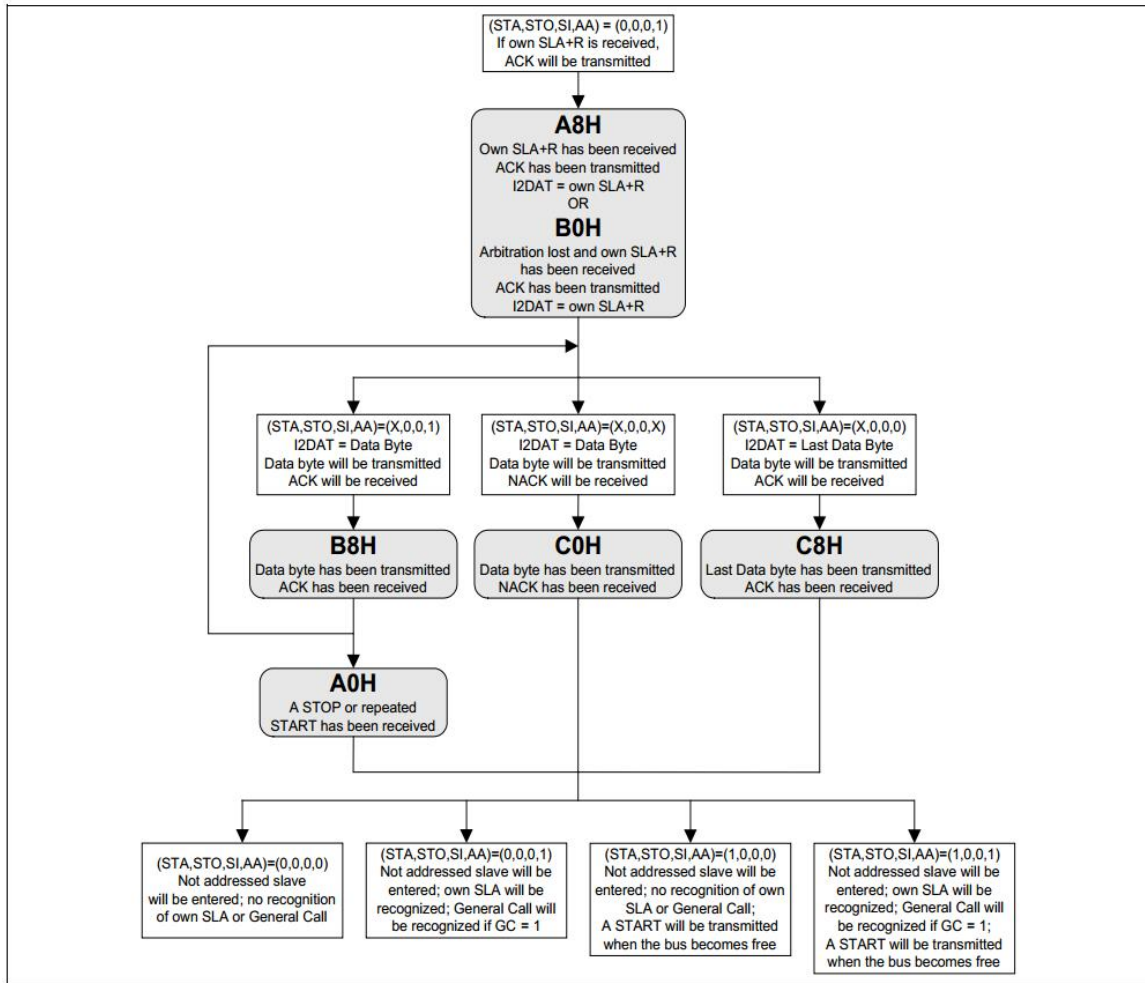 (STA,STO,SI,AA) = (0,0,0,1)
If own SLA+R is received,
ACK will be transmitted
A8H
Own SLA+R has been received
ACK has been transmitted
I2DAT = own SLA+R
OR
B0H
Arbitration lost and own SLA+R
has been received
ACK has been transmitted
I2DAT = own SLA+R
(STA,STO,SI,AA)=(X,0,0,1)
I2DAT = Data Byte
Data byte will be transmitted
ACK will be received
(STA,STO,SI,AA)=(X,0,0,X)
I2DAT = Data Byte
Data byte will be transmitted
NACK will be received
(STA,STO,SI,AA)=(X,0,0,0)
I2DAT = Last Data Byte
Data byte will be transmitted
ACK will be received
B8H
Data byte has been transmitted
ACK has been received
C0H
Data byte has been transmitted
NACK has been received
C8H
Last Data byte has been transmitted
ACK has been received
A0H
A STOP or repeated
START has been received
(STA,STO,SI,AA)=(0,0,0,0)
Not addressed slave
will be entered; no recognition
of own SLA or General Call
(STA,STO,SI,AA)=(0,0,0,1)
Not addressed slave will be
entered; own SLA will be
recognized; General Call will
be recognized if GC = 1
(STA,STO,SI,AA)=(1,0,0,0)
Not addressed slave will be
entered; no recognition of own
SLA or General Call;
A START will be transmitted
when the bus becomes free
(STA,STO,SI,AA)=(1,0,0,1)
Not addressed slave will be
entered; own SLA will be
recognized; General Call will
be recognized if GC = 1;
A START will be transmitted
when the bus becomes free